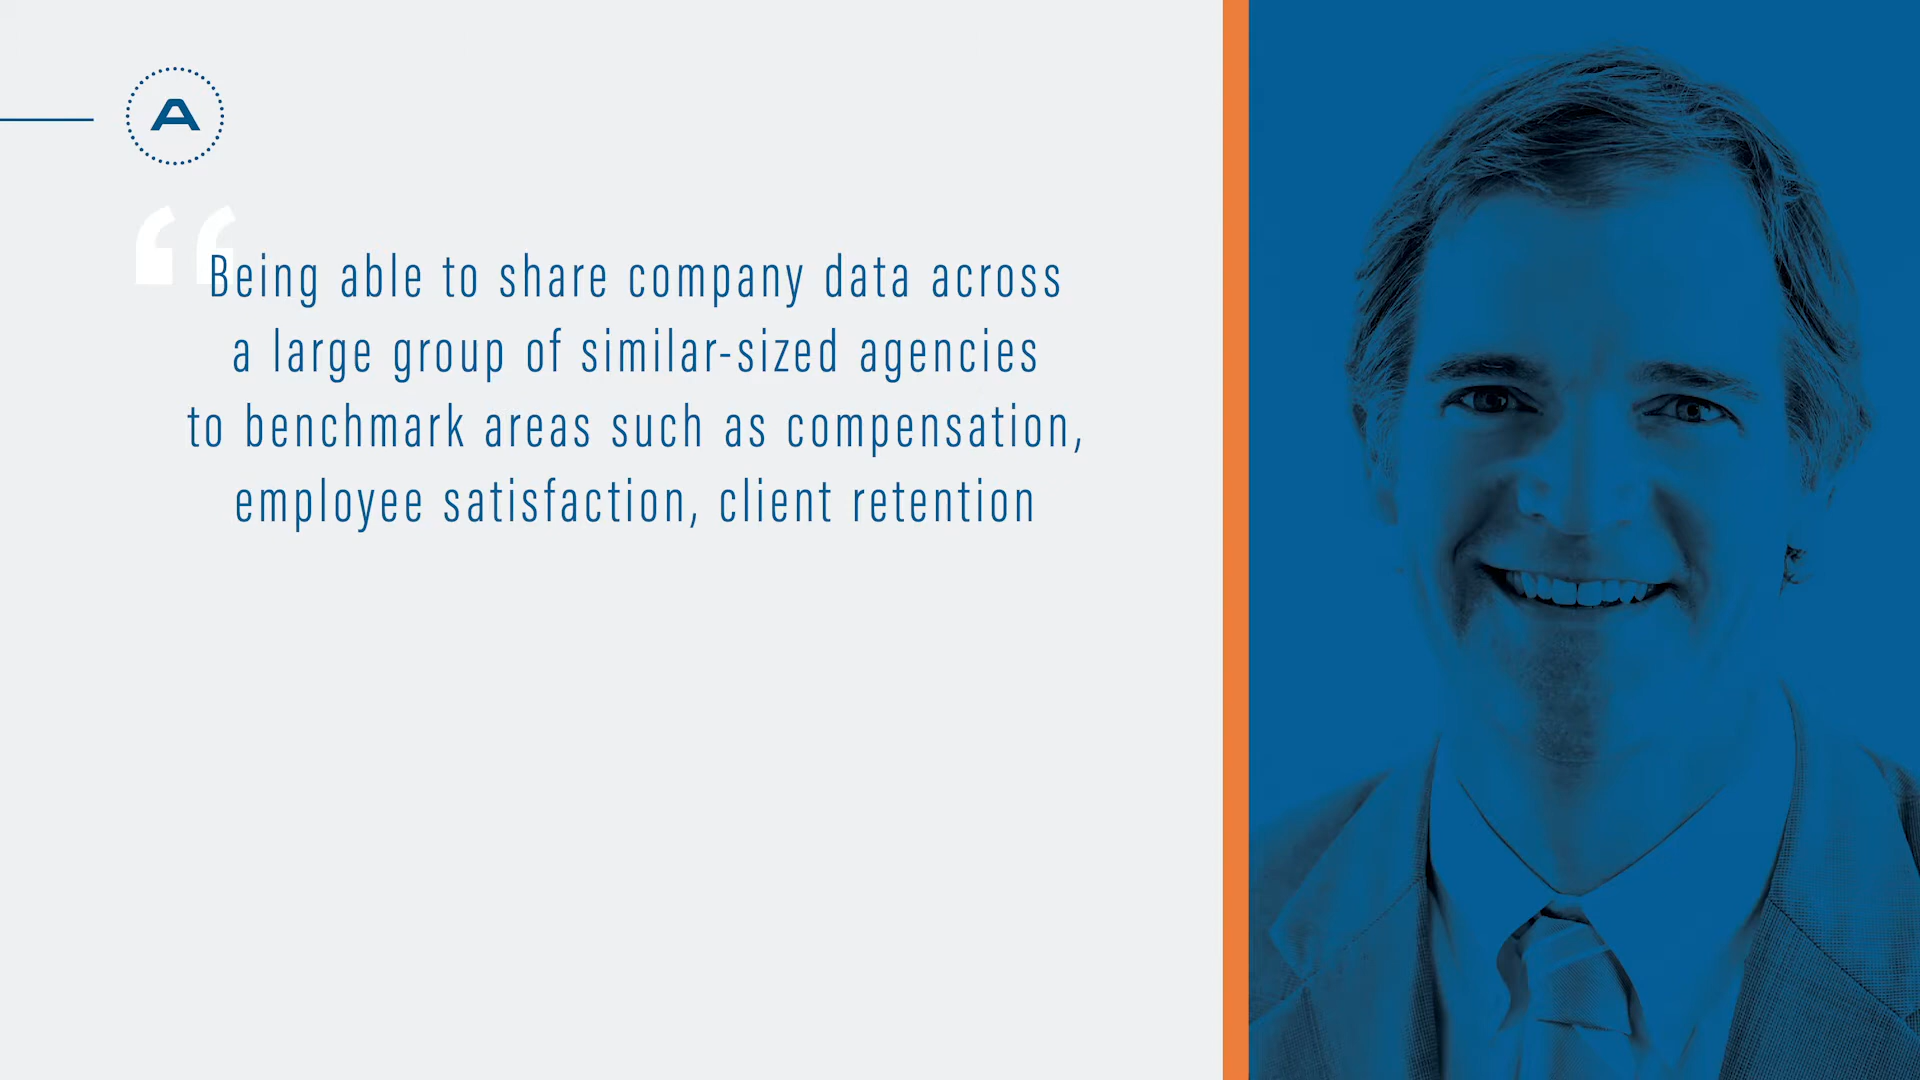 A
Being able to share company data across
a large group of similar-sized agencies
to benchmark areas such as compensation,
employee satisfaction, client retention